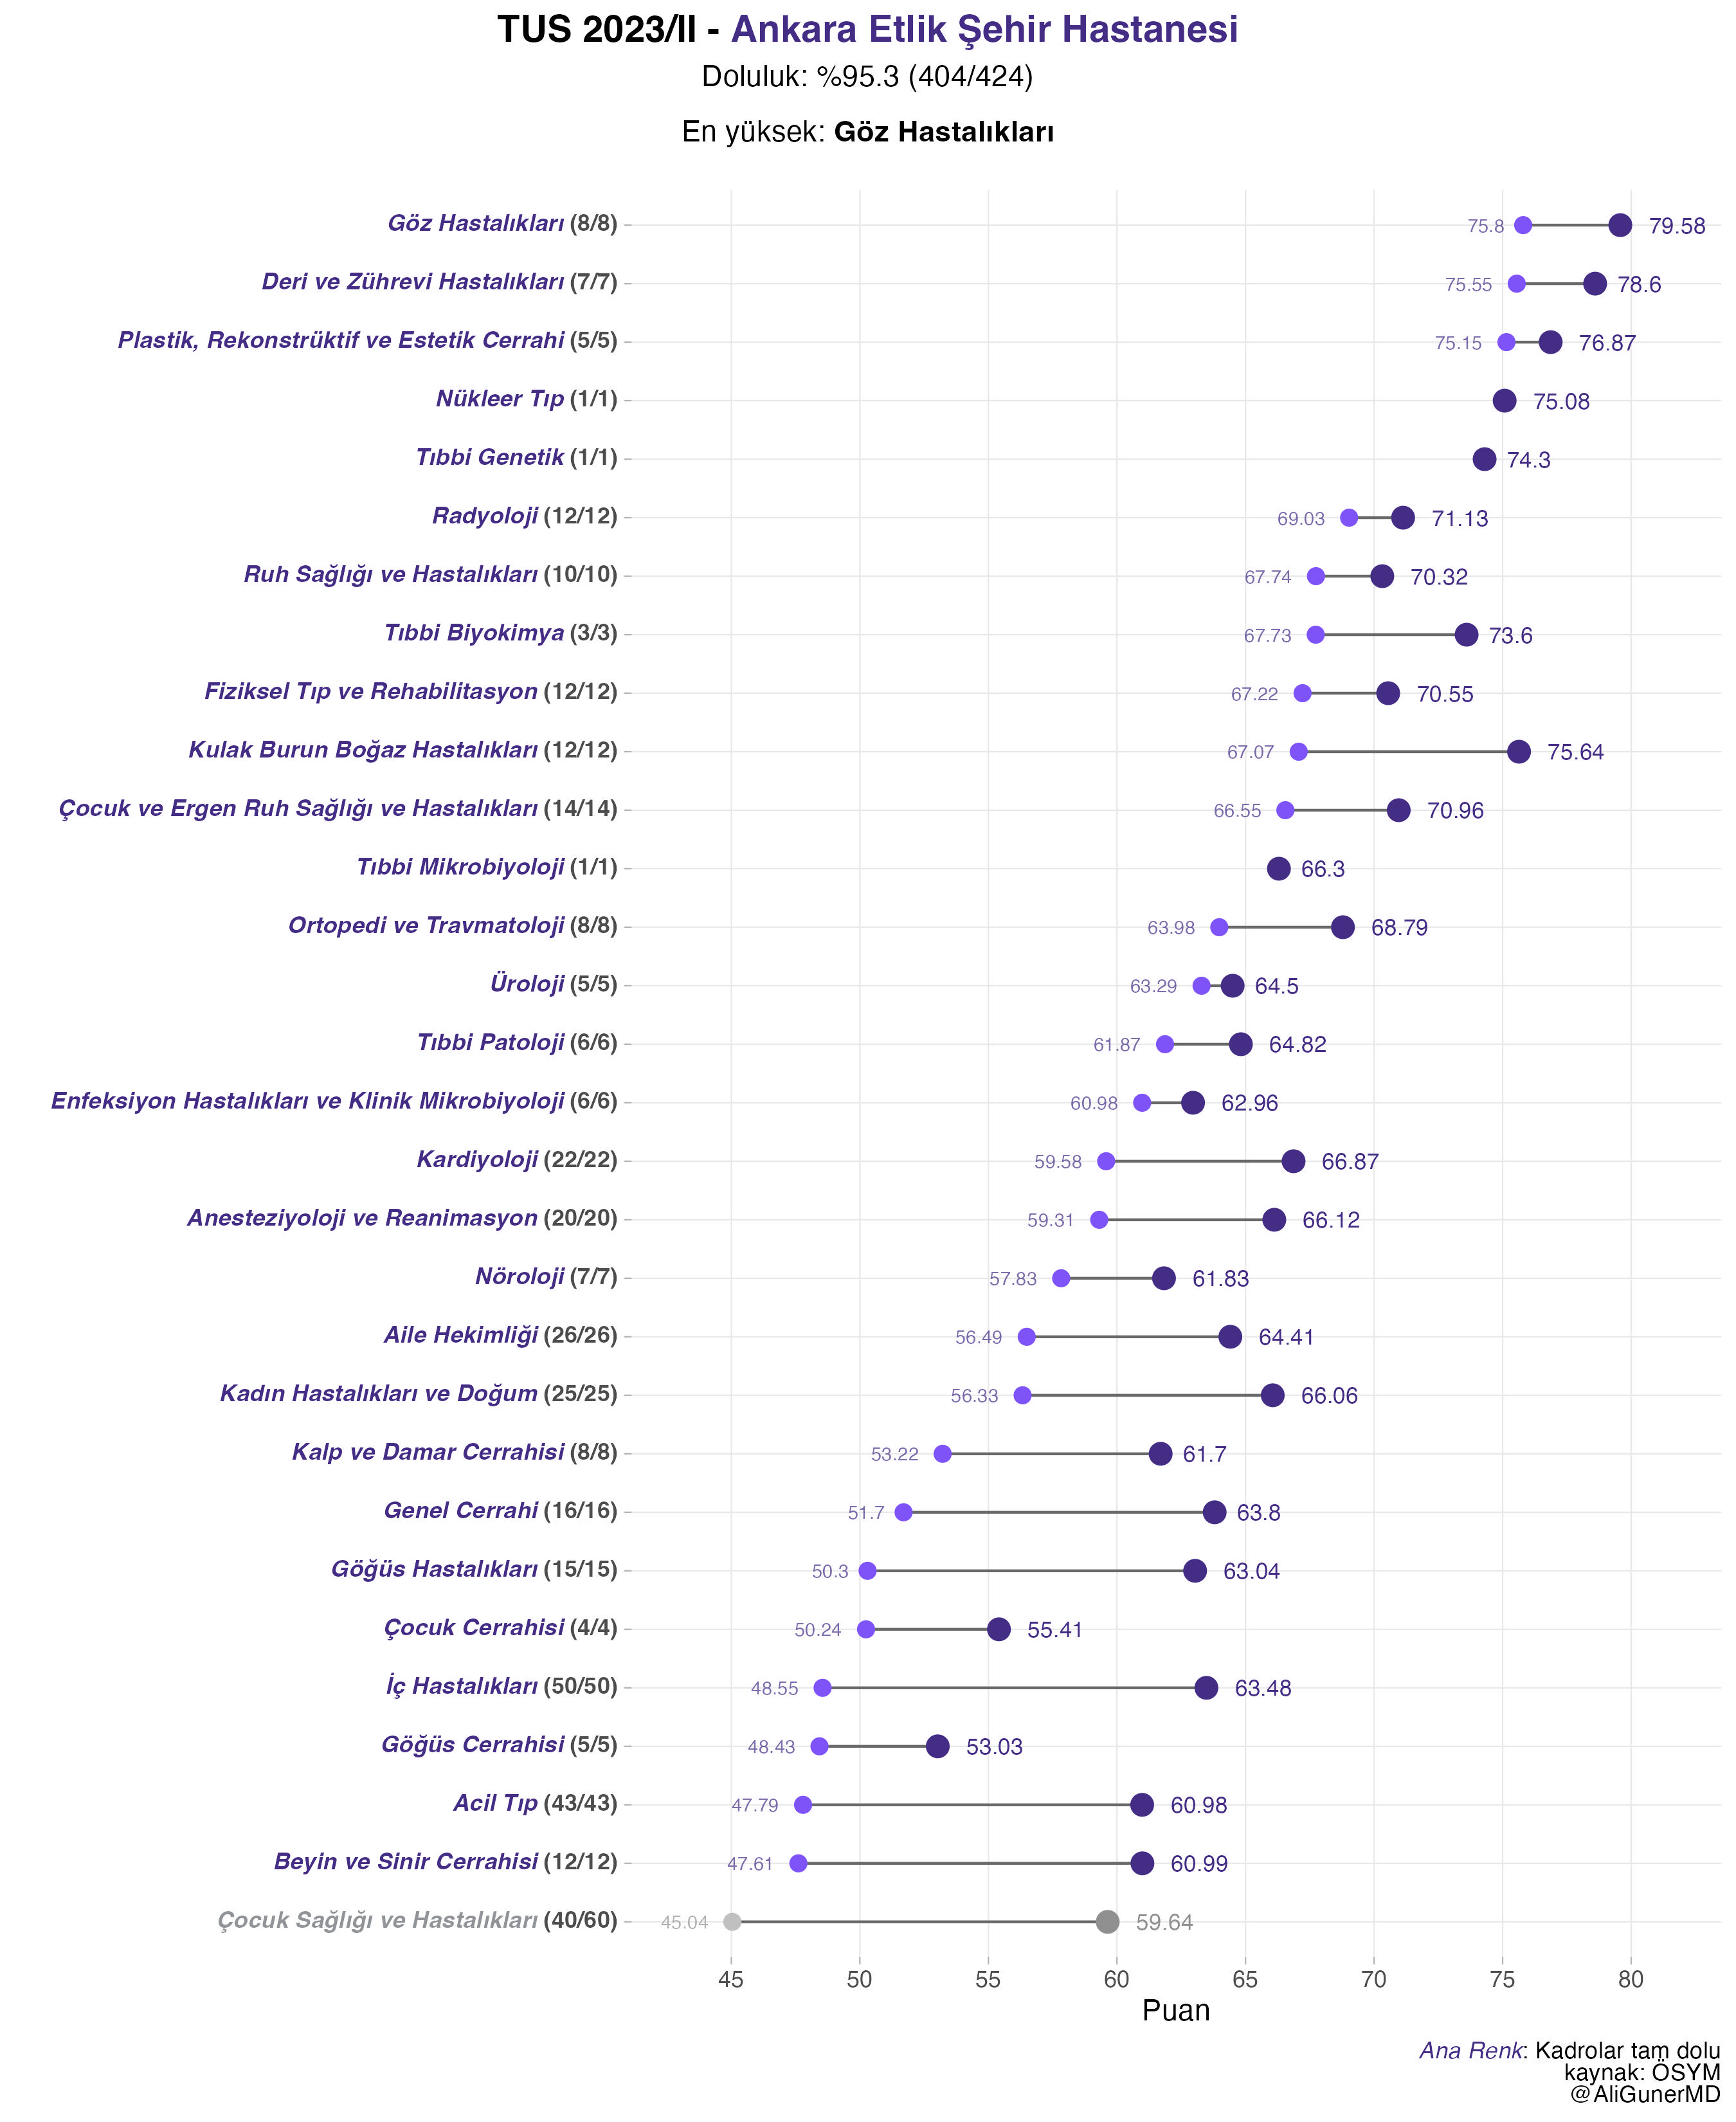 TUS 2023/II - Ankara Etlik Şehir Hastanesi
Doluluk: %95.3 (404/424)
En yüksek: Göz Hastalıkları
Göz Hastalıkları (8/8) 75.8 79.58
Deri ve Zührevi Hastalıkları (7/7) 75.55 78.6
Plastik, Rekonstrüktif ve Estetik Cerrahi (5/5) 75.15 76.87
Nükleer Tıp (1/1) 75.08
Tıbbi Genetik (1/1) 74.3
Radyoloji (12/12) 69.03 71.13
Ruh Sağlığı ve Hastalıkları (10/10) 67.74 70.32
Tıbbi Biyokimya (3/3) 67.73 73.6
Fiziksel Tıp ve Rehabilitasyon (12/12) 67.22 70.55
Kulak Burun Boğaz Hastalıkları (12/12) 67.07 75.64
Çocuk ve Ergen Ruh Sağlığı ve Hastalıkları (14/14) 66.55 70.96
Tıbbi Mikrobiyoloji (1/1) 66.3
Ortopedi ve Travmatoloji (8/8) 63.98 68.79
Üroloji (5/5) 63.29 64.5
Tıbbi Patoloji (6/6) 61.87 64.82
Enfeksiyon Hastalıkları ve Klinik Mikrobiyoloji (6/6) 60.98 62.96
Kardiyoloji (22/22) 59.58 66.87
Anesteziyoloji ve Reanimasyon (20/20) 59.31 66.12
Nöroloji (7/7) 57.83 61.83
Aile Hekimliği (26/26) 56.49 64.41
Kadın Hastalıkları ve Doğum (25/25) 56.33 66.06
Kalp ve Damar Cerrahisi (8/8) 53.22 61.7
Genel Cerrahi (16/16) 51.7 63.8
Göğüs Hastalıkları (15/15) 50.3 63.04
Çocuk Cerrahisi (4/4) 50.24 55.41
İç Hastalıkları (50/50) 48.55 63.48
Göğüs Cerrahisi (5/5) 48.43 53.03
Acil Tıp (43/43) 47.79 60.98
Beyin ve Sinir Cerrahisi (12/12) 47.61 60.99
Çocuk Sağlığı ve Hastalıkları (40/60) 45.04 59.64
45 50 55 60 65 70 75 80
Puan
Ana Renk: Kadrolar tam dolu
kaynak: ÖSYM
@AliGunerMD